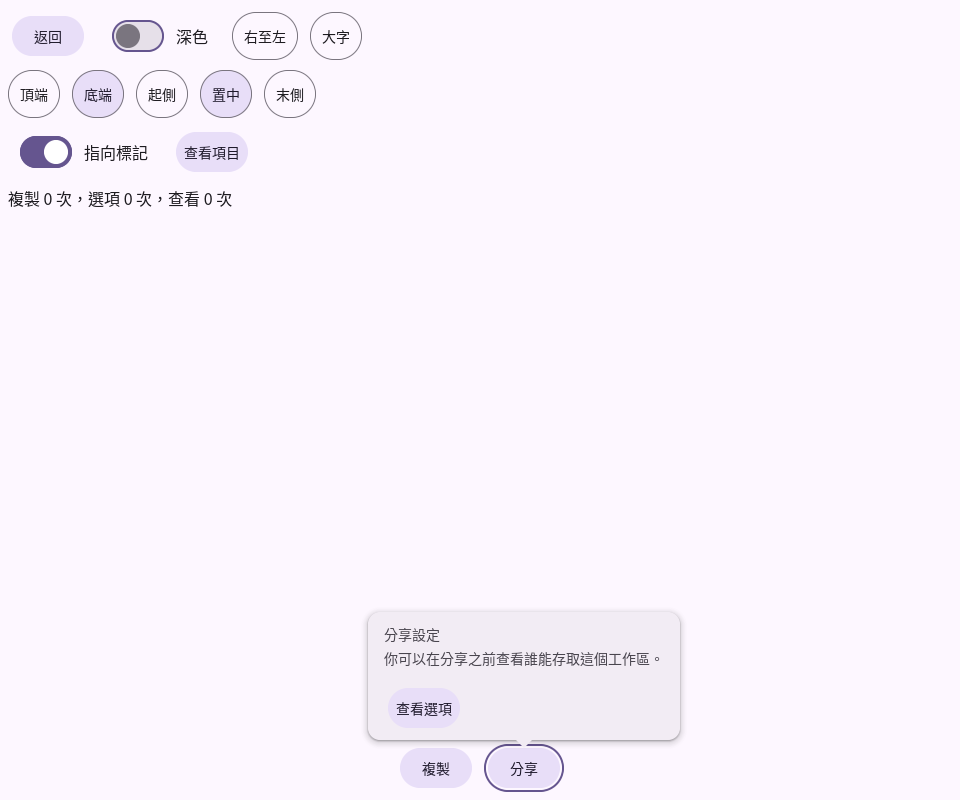 返回
深色
右至左
大字
頂端
底端
起側
置中
末側
指向標記
查看項目
複製 0 次，選項 0 次，查看 0 次
分享設定
你可以在分享之前查看誰能存取這個工作區。
查看選項
複製
分享